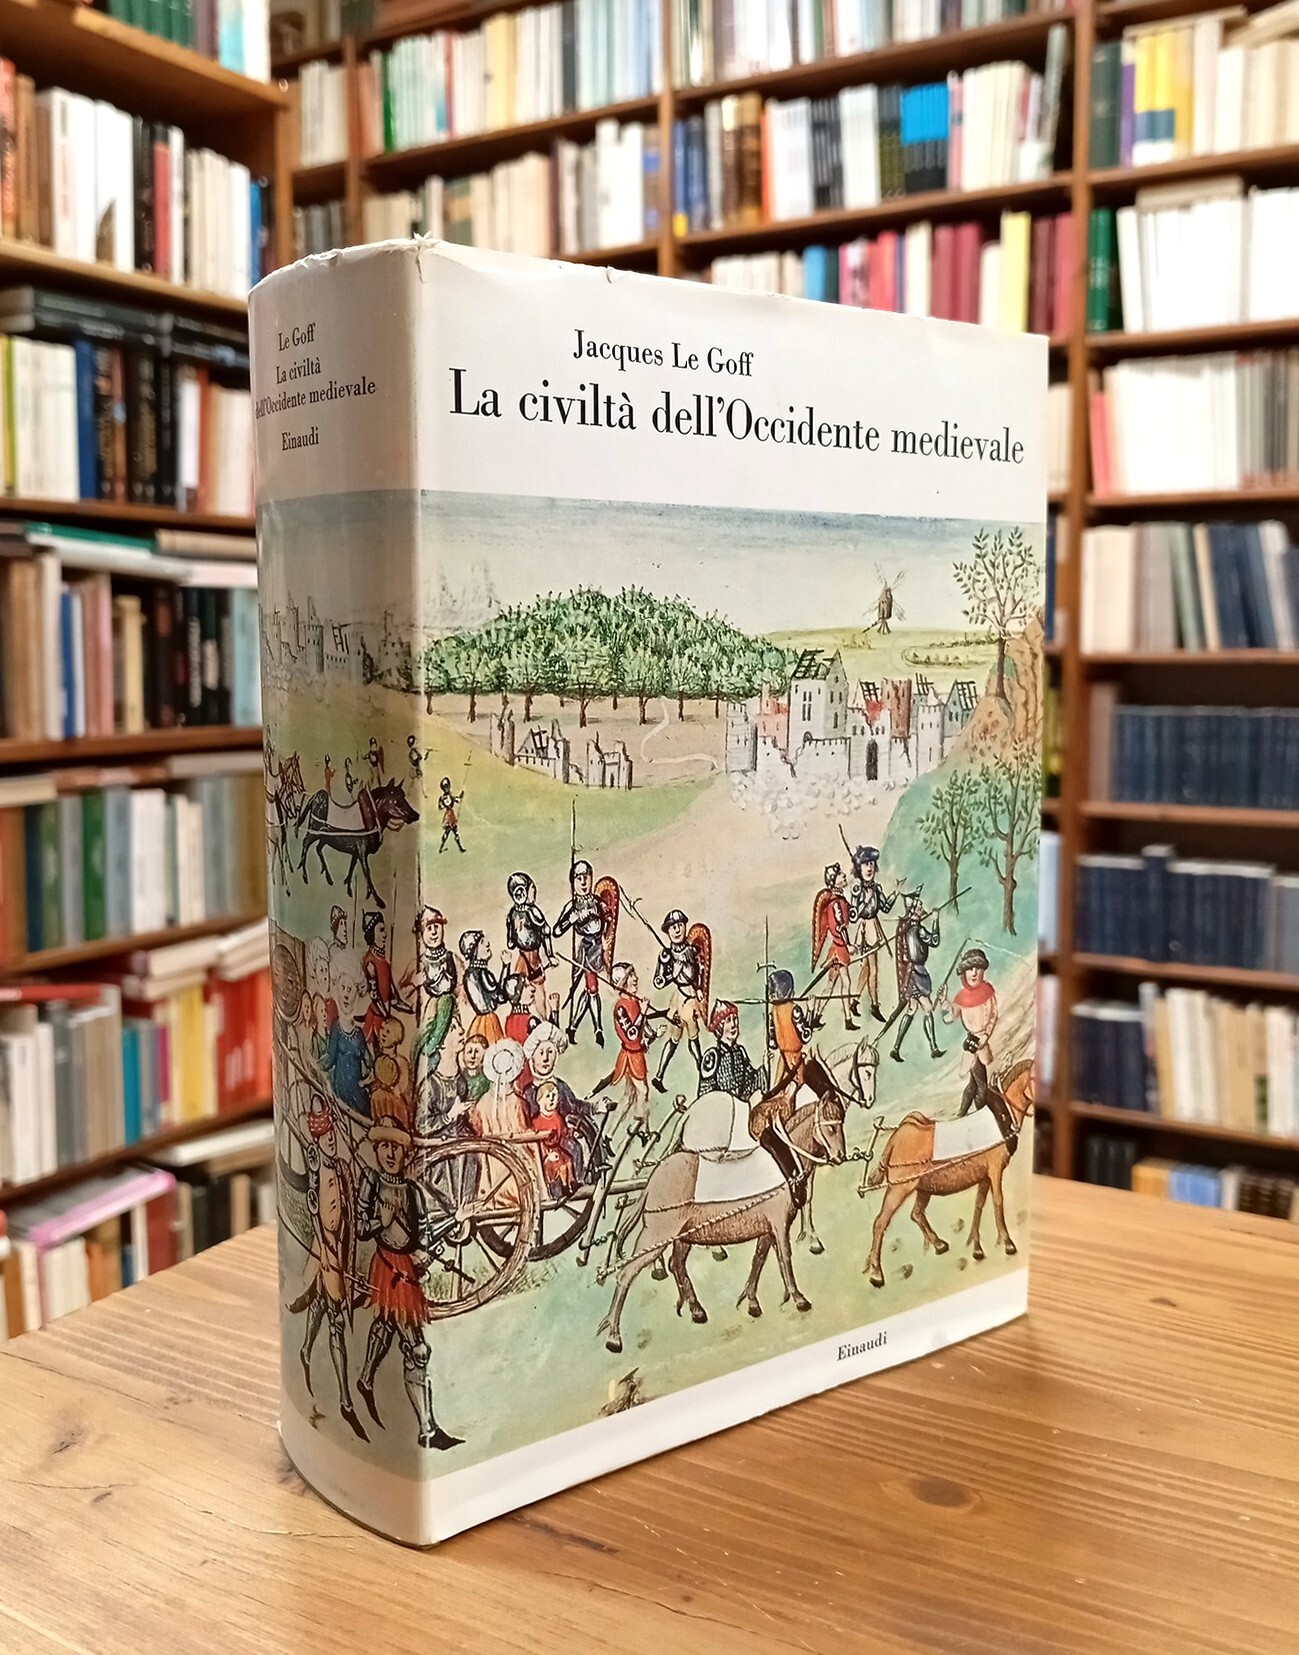 Le Goff
La civiltà
dell'Occidente medievale
Einaudi
Jacques Le Goff
La civiltà dell'Occidente medievale
Einaudi